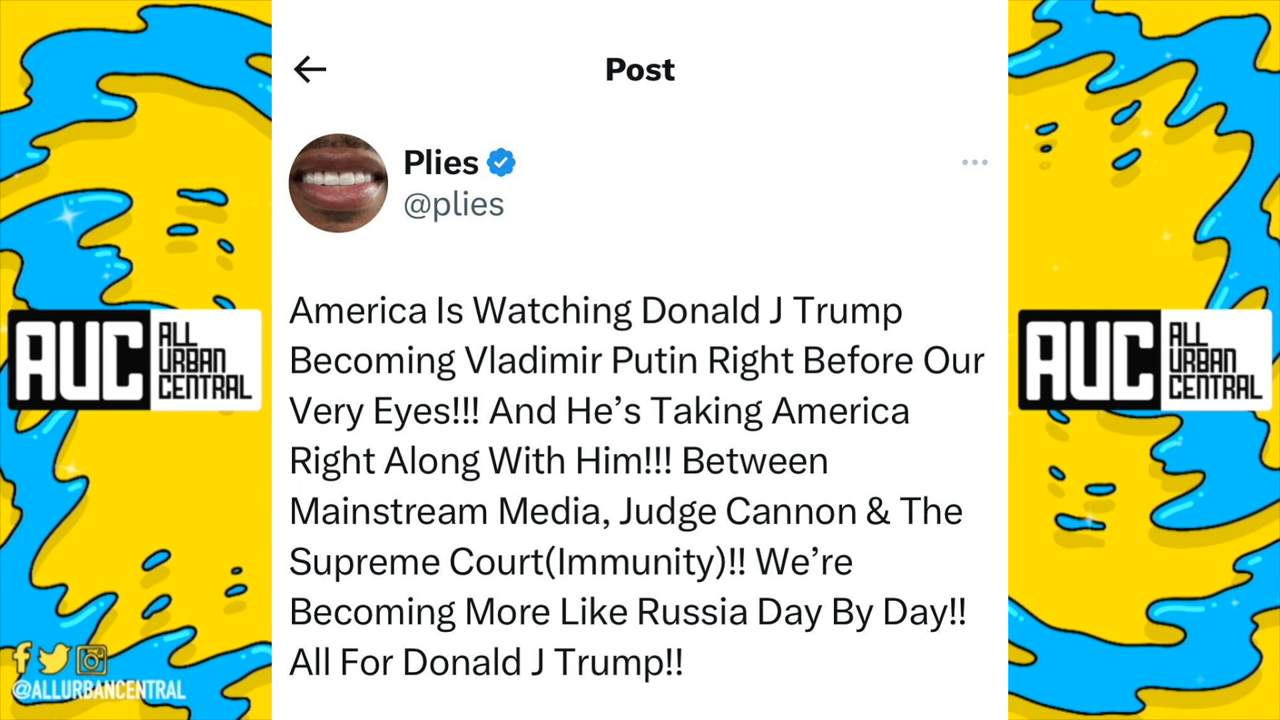 Post
Plies
@plies
America Is Watching Donald J Trump
Becoming Vladimir Putin Right Before Our
Very Eyes!!! And He’s Taking America
Right Along With Him!!! Between
Mainstream Media, Judge Cannon & The
Supreme Court(Immunity)!! We’re
Becoming More Like Russia Day By Day!!
All For Donald J Trump!!
AUC
ALL
URBAN
CENTRAL
AUC
ALL
URBAN
CENTRAL
@ALLURBANCENTRAL